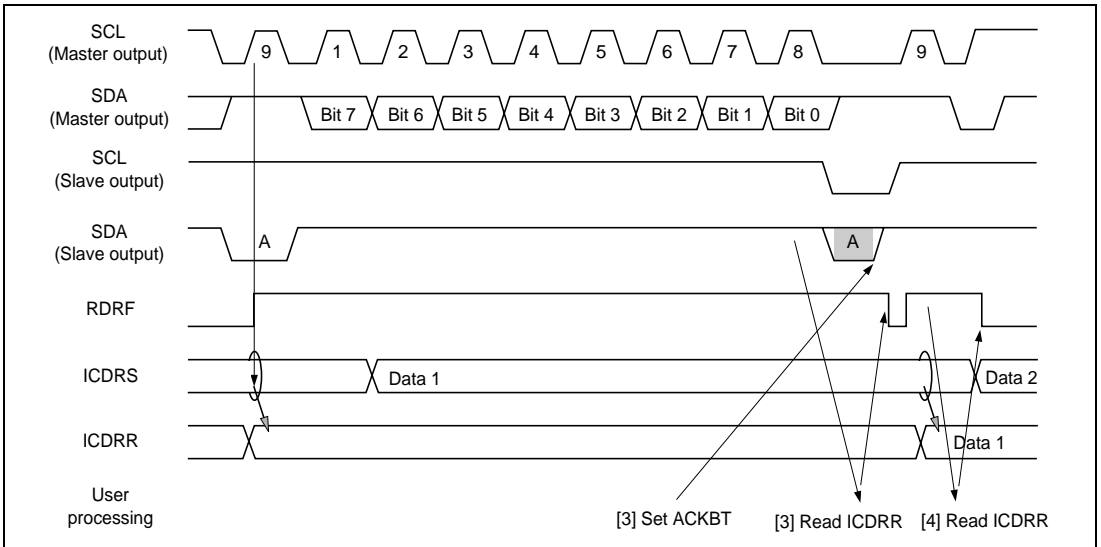 SCL
(Master output)
9 1 2 3 4 5 6 7 8 9
SDA
(Master output)
Bit 7 Bit 6 Bit 5 Bit 4 Bit 3 Bit 2 Bit 1 Bit 0
SCL
(Slave output)
SDA
(Slave output)
A A
RDRF
ICDRS
Data 1 Data 2
ICDRR
Data 1
User
processing
[3] Set ACKBT [3] Read ICDRR [4] Read ICDRR